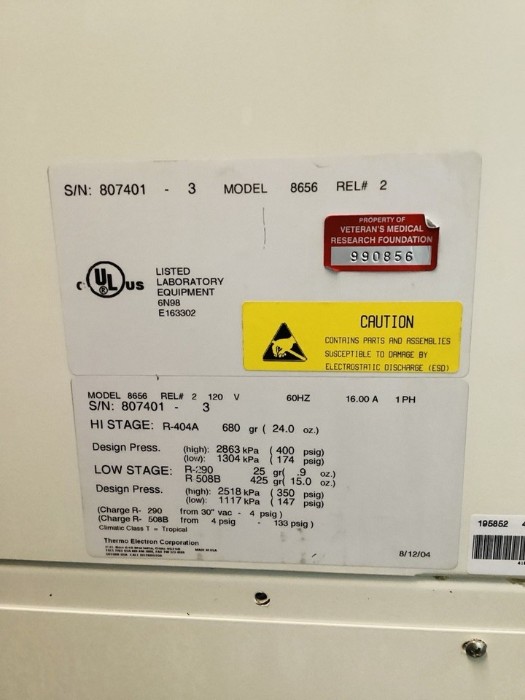 S/N: 807401 - 3 MODEL 8656 REL# 2
PROPERTY OF
VETERAN'S MEDICAL
RESEARCH FOUNDATION
990856
c UL us
LISTED
LABORATORY
EQUIPMENT
6N98
E163302
CAUTION
CONTAINS PARTS AND ASSEMBLIES
SUSCEPTIBLE TO DAMAGE BY
ELECTROSTATIC DISCHARGE (ESD)
MODEL 8656 REL# 2 120 V 60HZ 16.00 A 1PH
S/N: 807401 - 3
HI STAGE: R-404A 680 gr ( 24.0 oz.)
Design Press. (high): 2863 kPa ( 400 psig)
(low): 1304 kPa ( 174 psig)
LOW STAGE: R-290 25 gr( .9 oz.)
R-508B 425 gr( 15.0 oz.)
Design Press. (high): 2518 kPa ( 350 psig)
(low): 1117 kPa ( 147 psig)
(Charge R- 290 from 30" vac - 4 psig )
(Charge R- 508B from 4 psig - 133 psig )
Climatic Class T = Tropical
Thermo Electron Corporation
MADE IN USA
8/12/04
195852